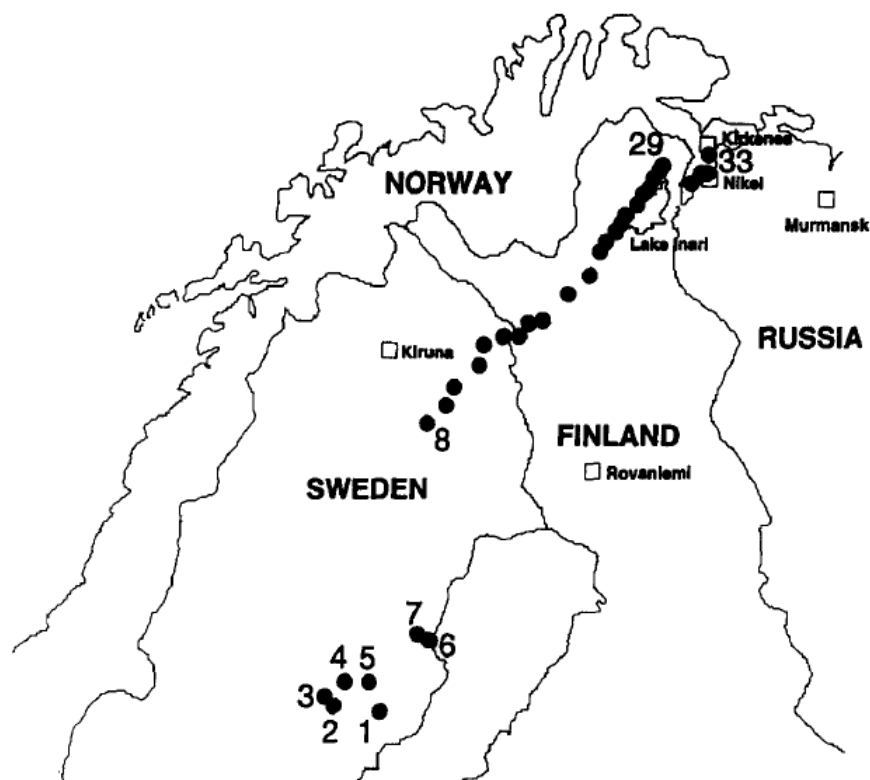 29
Kirkenes
33
NORWAY
Nikel
Murmansk
Lake Inari
RUSSIA
Kiruna
8
FINLAND
Rovaniemi
SWEDEN
7
6
4 5
3
2 1